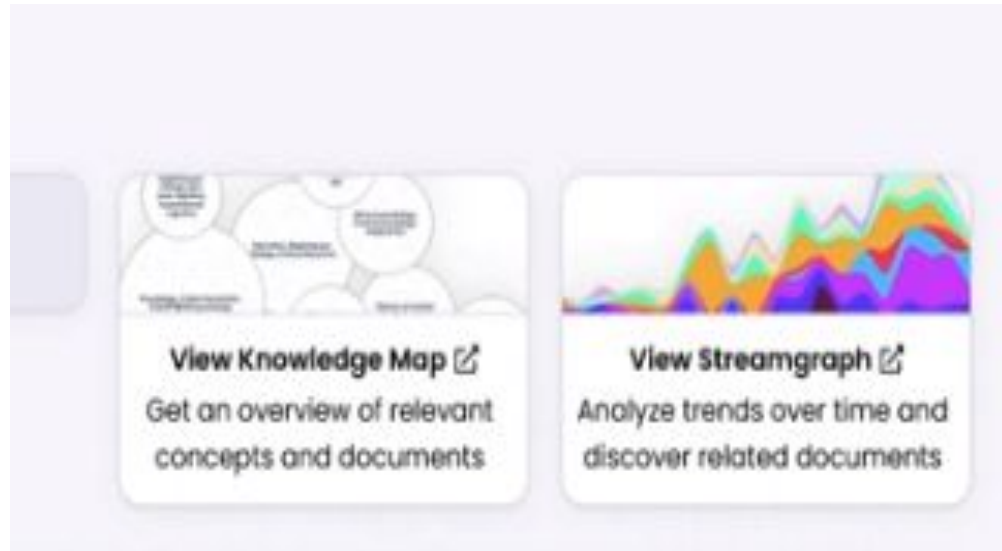 View Knowledge Map
Get an overview of relevant
concepts and documents
View Streamgraph
Analyze trends over time and
discover related documents